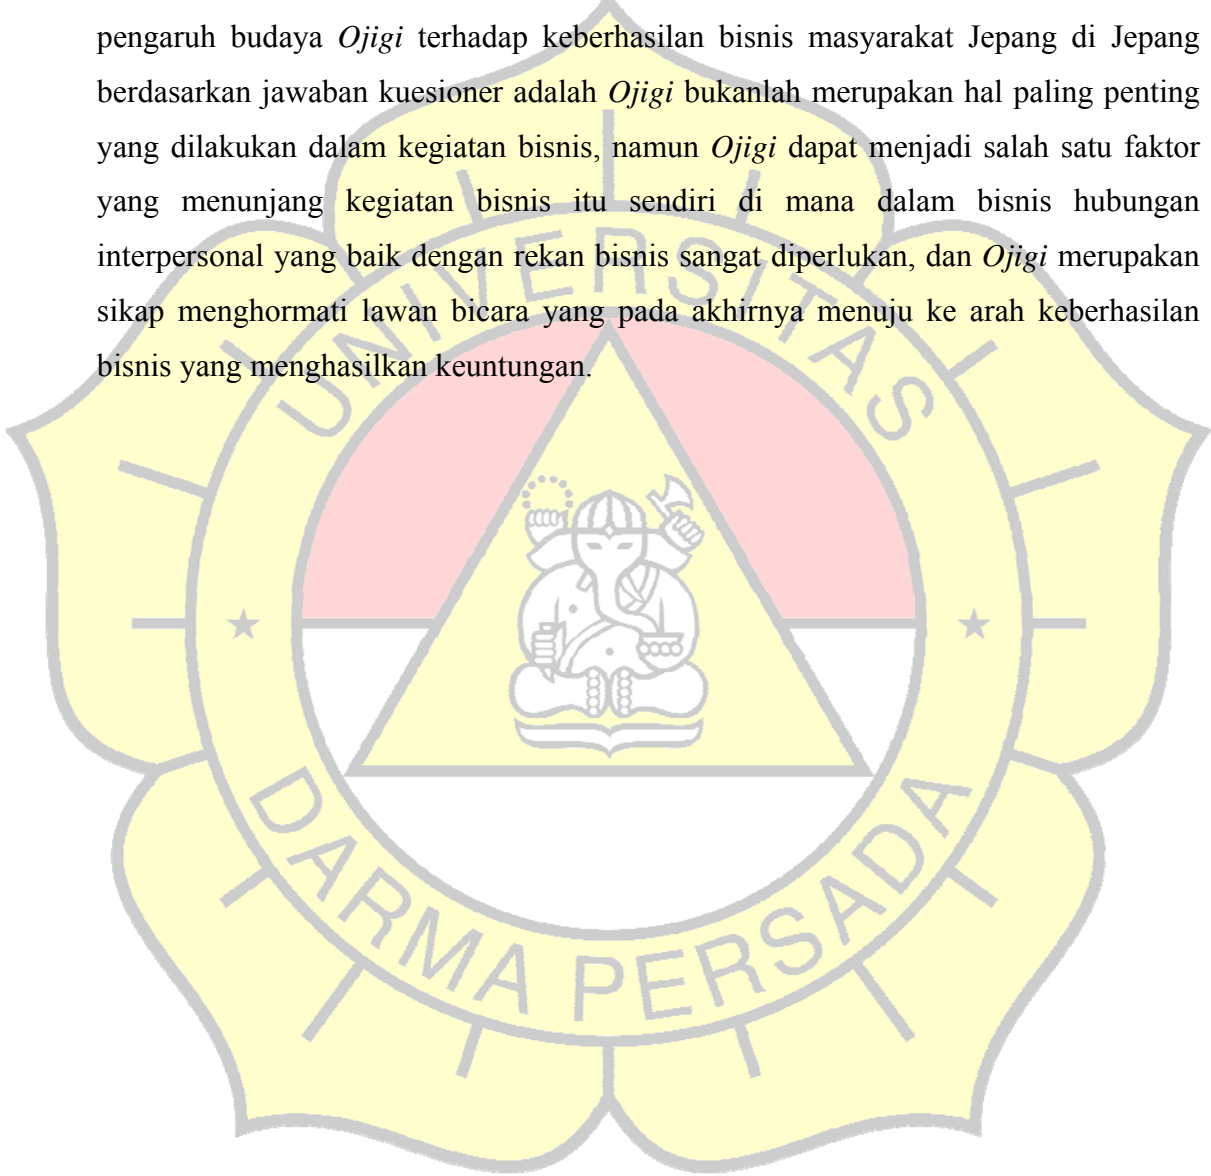 pengaruh budaya Ojigi terhadap keberhasilan bisnis masyarakat Jepang di Jepang
berdasarkan jawaban kuesioner adalah Ojigi bukanlah merupakan hal paling penting
yang dilakukan dalam kegiatan bisnis, namun Ojigi dapat menjadi salah satu faktor
yang menunjang kegiatan bisnis itu sendiri di mana dalam bisnis hubungan
interpersonal yang baik dengan rekan bisnis sangat diperlukan, dan Ojigi merupakan
sikap menghormati lawan bicara yang pada akhirnya menuju ke arah keberhasilan
bisnis yang menghasilkan keuntungan.
UNIVERSITAS
DARMA PERSADA